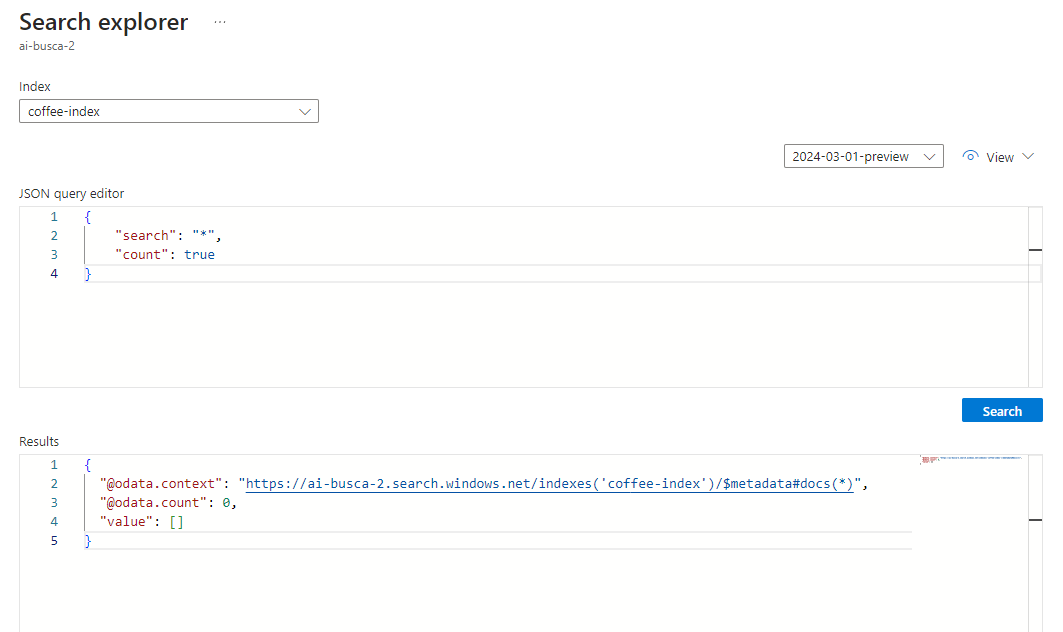 Search explorer ...
ai-busca-2
Index
coffee-index
2024-03-01-preview View
JSON query editor
1 {
2 "search": "*",
3 "count": true
4 }
Search
Results
1 {
2 "@odata.context": "https://ai-busca-2.search.windows.net/indexes('coffee-index')/$metadata#docs(*)",
3 "@odata.count": 0,
4 "value": []
5 }